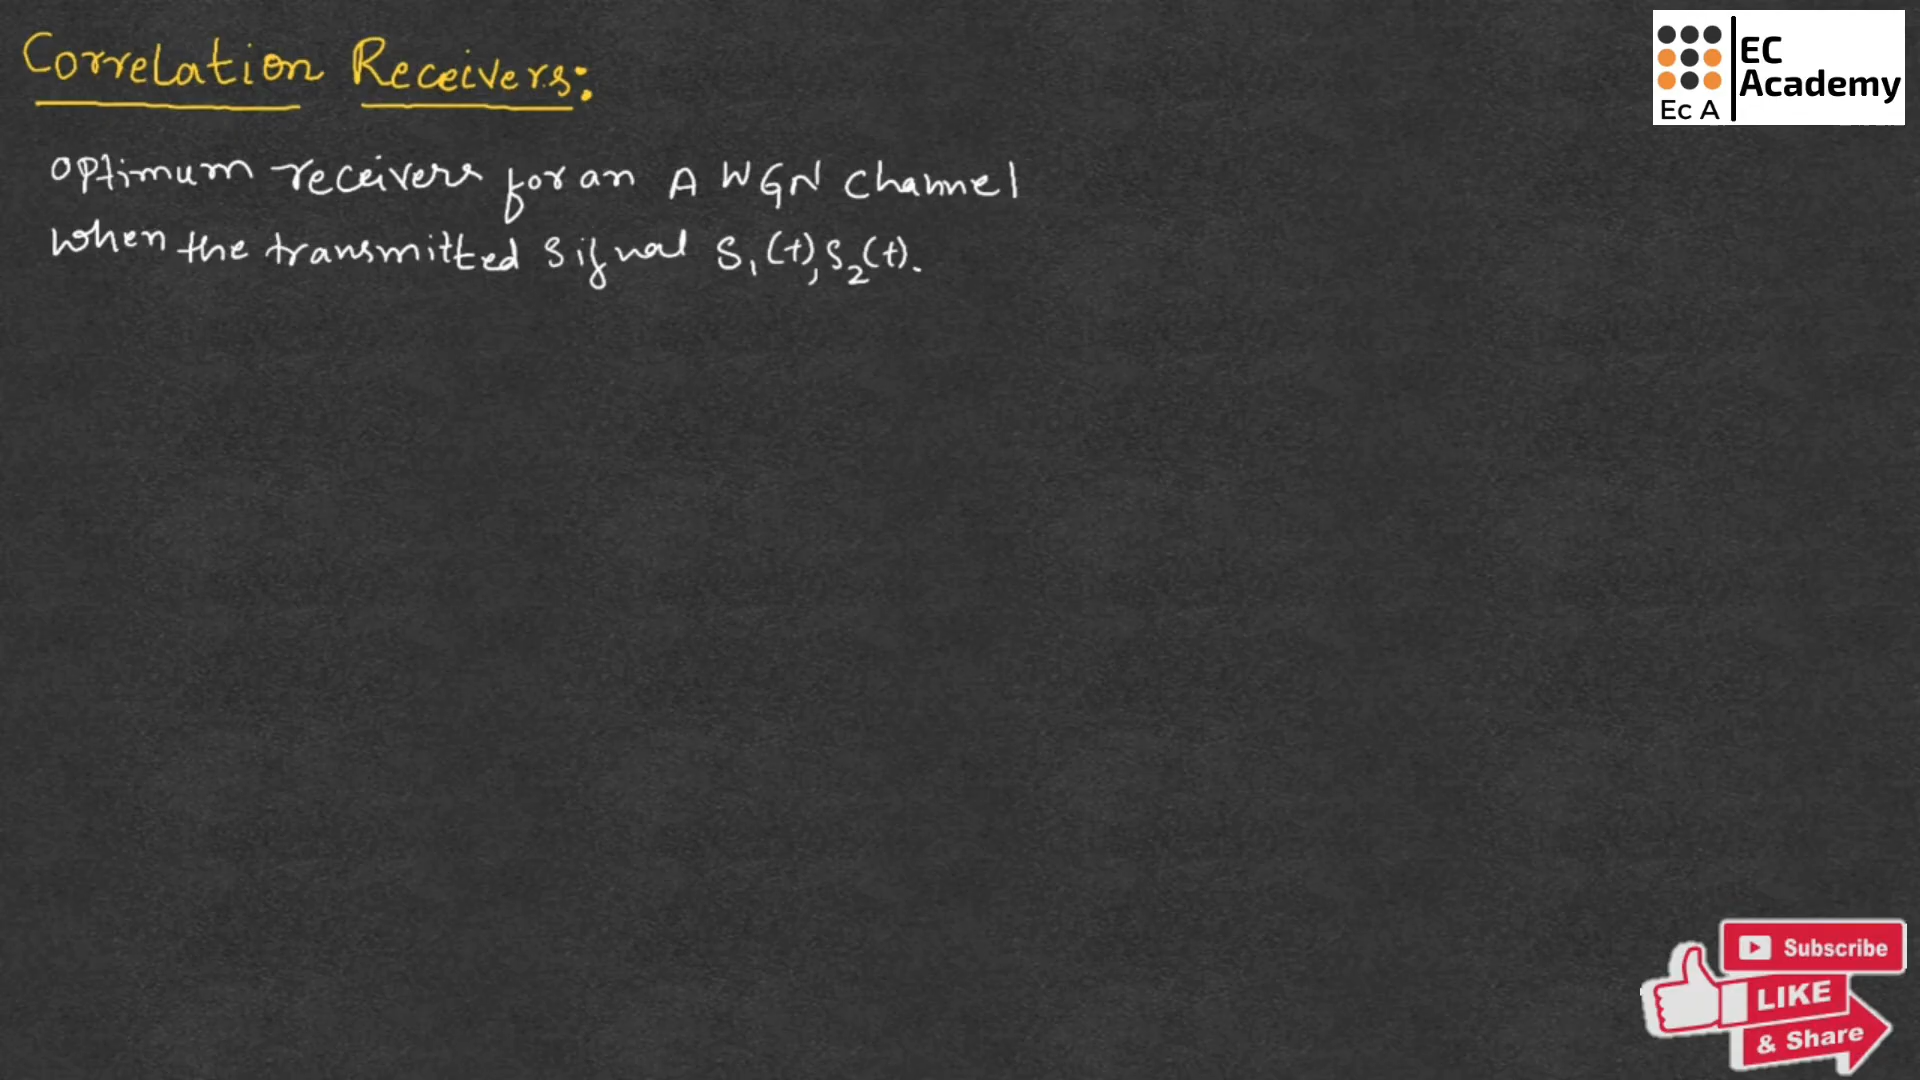 Correlation Receivers:
EC
Academy
Ec A
optimum receivers for an A WGN channel
when the transmitted signal S₁(t), S₂(t).
Subscribe
LIKE
& Share